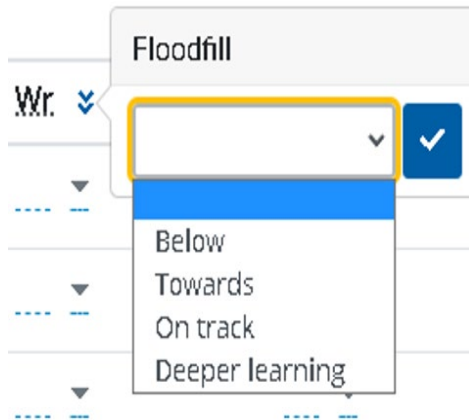 Floodfill
Wr.
Below
Towards
On track
Deeper learning